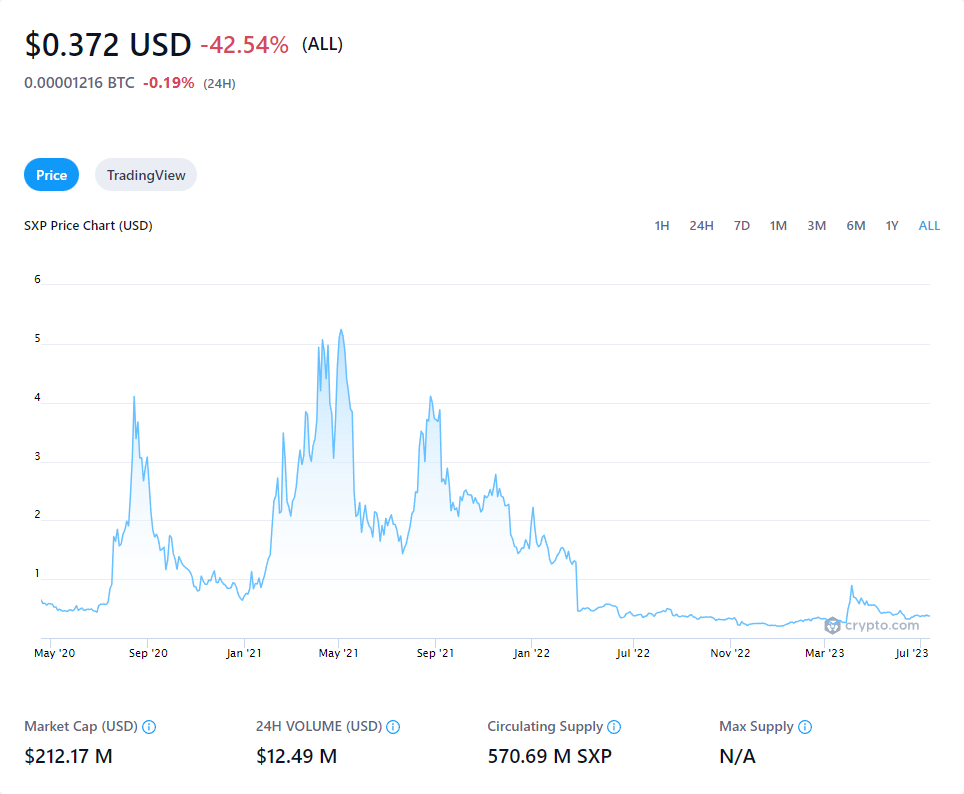 $0.372 USD -42.54% (ALL)
0.00001216 BTC -0.19% (24H)
Price TradingView
SXP Price Chart (USD) 1H 24H 7D 1M 3M 6M 1Y ALL
6
5
4
3
2
1
crypto.com
May '20 Sep '20 Jan '21 May '21 Sep '21 Jan '22 Jul '22 Nov '22 Mar '23 Jul '23
Market Cap (USD) 24H VOLUME (USD) Circulating Supply Max Supply
$212.17 M $12.49 M 570.69 M SXP N/A